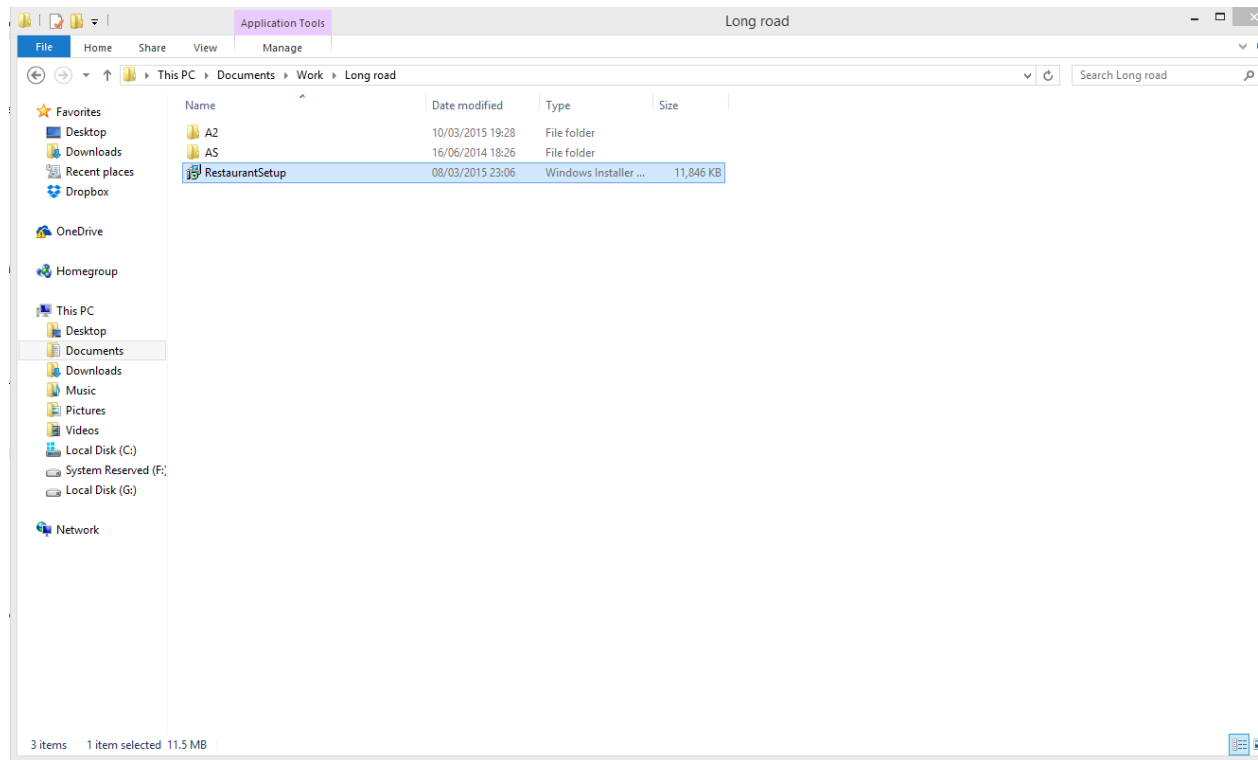 Application Tools
Long road
File Home Share View Manage
This PC Documents Work Long road
Search Long road
Name Date modified Type Size
Favorites
Desktop
Downloads
Recent places
Dropbox
OneDrive
Homegroup
This PC
Desktop
Documents
Downloads
Music
Pictures
Videos
Local Disk (C:)
System Reserved (F:)
Local Disk (G:)
Network
A2 10/03/2015 19:28 File folder
AS 16/06/2014 18:26 File folder
RestaurantSetup 08/03/2015 23:06 Windows Installer ... 11,846 KB
3 items 1 item selected 11.5 MB